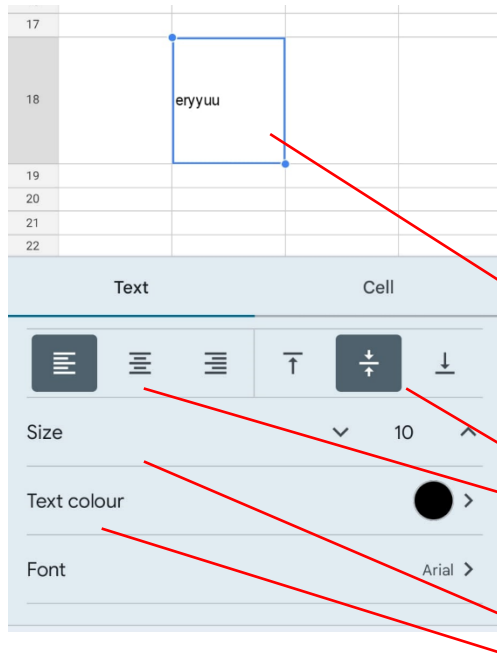 17
18 eryyuu
19
20
21
22
Text Cell
Size 10
Text colour
Font Arial